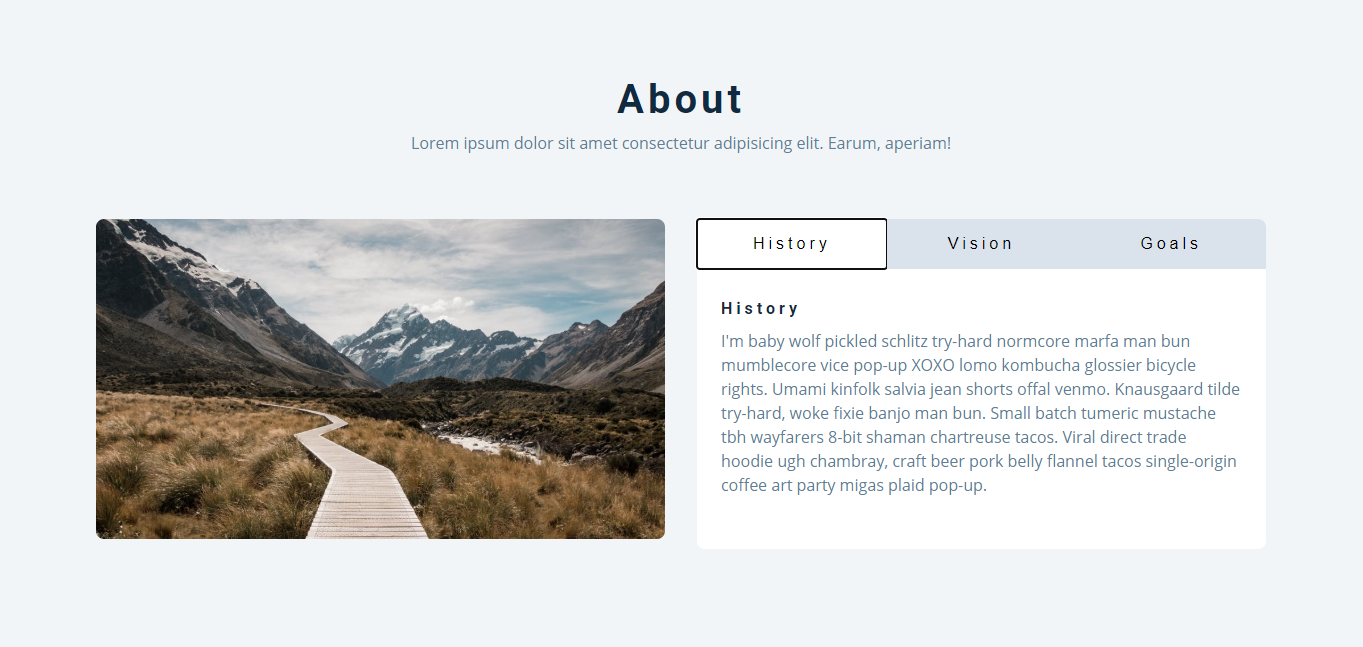 About
Lorem ipsum dolor sit amet consectetur adipisicing elit. Earum, aperiam!
History Vision Goals
History
I'm baby wolf pickled schlitz try-hard normcore marfa man bun
mumblecore vice pop-up XOXO lomo kombucha glossier bicycle
rights. Umami kinfolk salvia jean shorts offal venmo. Knausgaard tilde
try-hard, woke fixie banjo man bun. Small batch tumeric mustache
tbh wayfarers 8-bit shaman chartreuse tacos. Viral direct trade
hoodie ugh chambray, craft beer pork belly flannel tacos single-origin
coffee art party migas plaid pop-up.